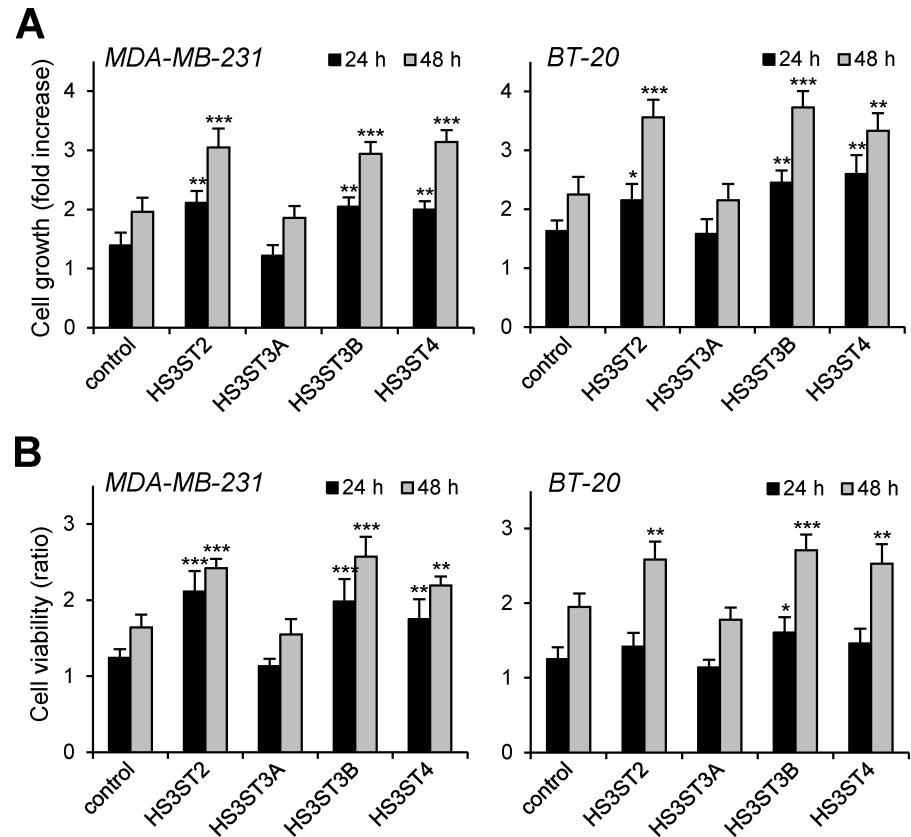 A
MDA-MB-231
24 h 48 h
BT-20
24 h 48 h
Cell growth (fold increase)
4
3
2
1
0
** *** ** *** ** ***
control HS3ST2 HS3ST3A HS3ST3B HS3ST4
4
3
2
1
0
* *** ** *** ** **
control HS3ST2 HS3ST3A HS3ST3B HS3ST4
B
MDA-MB-231
24 h 48 h
BT-20
24 h 48 h
Cell viability (ratio)
3
2
1
0
*** *** *** *** ** **
control HS3ST2 HS3ST3A HS3ST3B HS3ST4
3
2
1
0
** * *** **
control HS3ST2 HS3ST3A HS3ST3B HS3ST4